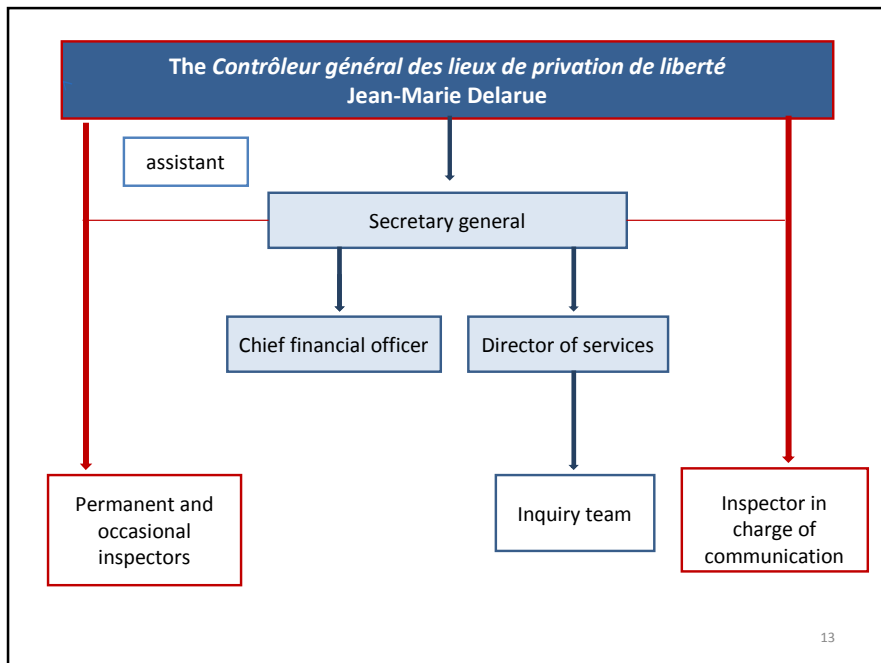 The Contrôleur général des lieux de privation de liberté
Jean-Marie Delarue
assistant
Secretary general
Chief financial officer
Director of services
Permanent and
occasional
inspectors
Inquiry team
Inspector in
charge of
communication
13